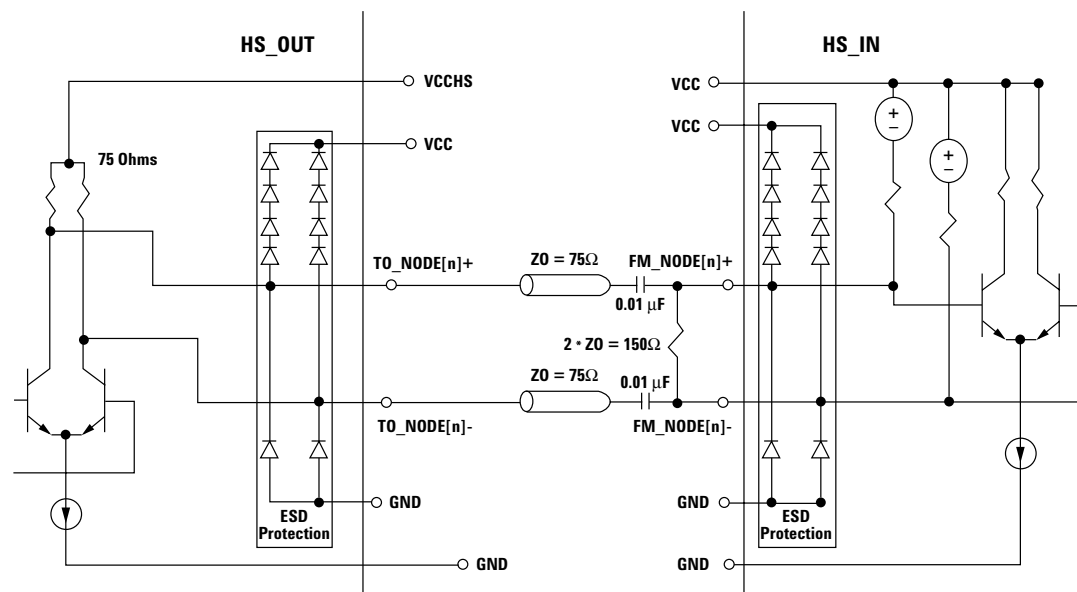 HS_OUT
HS_IN
VCCHS
VCC
VCC
VCC
75 Ohms
+
−
+
−
TO_NODE[n]+
ZO = 75Ω
FM_NODE[n]+
0.01 μF
2 * ZO = 150Ω
ZO = 75Ω
0.01 μF
TO_NODE[n]-
FM_NODE[n]-
GND
GND
ESD
Protection
ESD
Protection
GND
GND